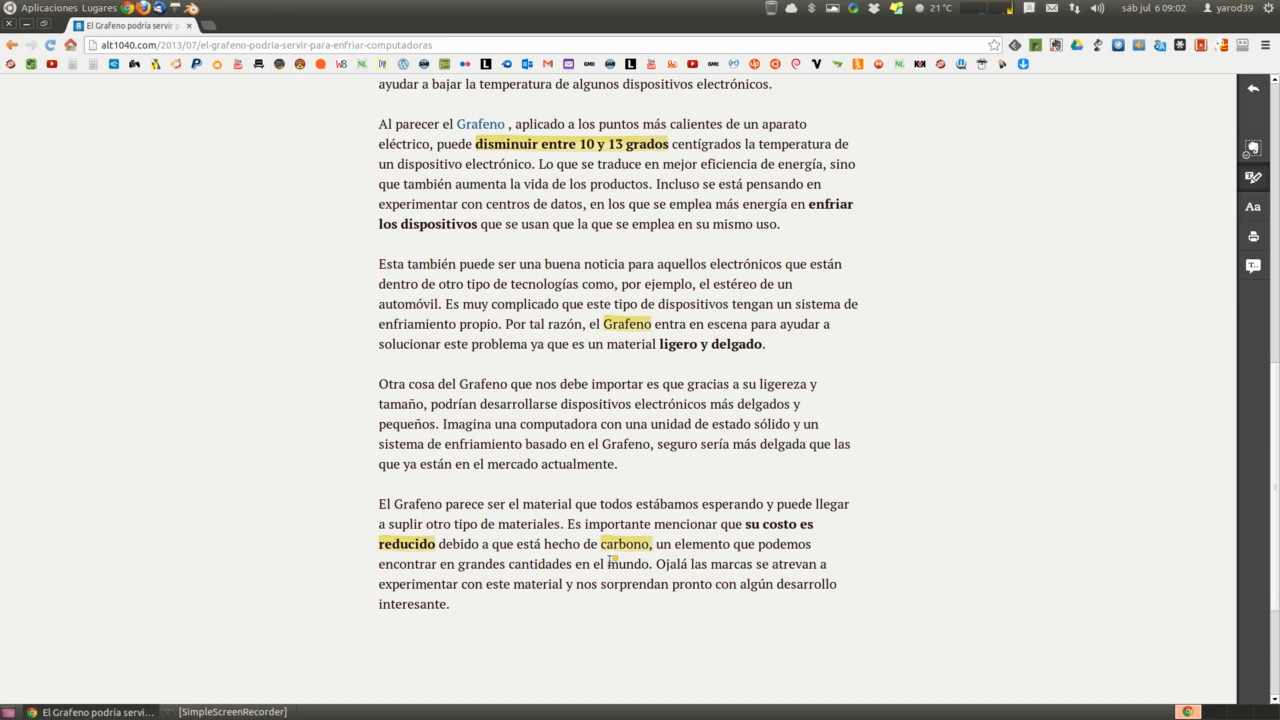 Aplicaciones Lugares
21 °C
sáb jul 6 09:02
yarod39
El Grafeno podría servir p
alt1040.com/2013/07/el-grafeno-podria-servir-para-enfriar-computadoras
ayudar a bajar la temperatura de algunos dispositivos electrónicos.
Al parecer el Grafeno , aplicado a los puntos más calientes de un aparato
eléctrico, puede disminuir entre 10 y 13 grados centígrados la temperatura de
un dispositivo electrónico. Lo que se traduce en mejor eficiencia de energía, sino
que también aumenta la vida de los productos. Incluso se está pensando en
experimentar con centros de datos, en los que se emplea más energía en enfriar
los dispositivos que se usan que la que se emplea en su mismo uso.
Esta también puede ser una buena noticia para aquellos electrónicos que están
dentro de otro tipo de tecnologías como, por ejemplo, el estéreo de un
automóvil. Es muy complicado que este tipo de dispositivos tengan un sistema de
enfriamiento propio. Por tal razón, el Grafeno entra en escena para ayudar a
solucionar este problema ya que es un material ligero y delgado.
Otra cosa del Grafeno que nos debe importar es que gracias a su ligereza y
tamaño, podrían desarrollarse dispositivos electrónicos más delgados y
pequeños. Imagina una computadora con una unidad de estado sólido y un
sistema de enfriamiento basado en el Grafeno, seguro sería más delgada que las
que ya están en el mercado actualmente.
El Grafeno parece ser el material que todos estábamos esperando y puede llegar
a suplir otro tipo de materiales. Es importante mencionar que su costo es
reducido debido a que está hecho de carbono, un elemento que podemos
encontrar en grandes cantidades en el mundo. Ojalá las marcas se atrevan a
experimentar con este material y nos sorprendan pronto con algún desarrollo
interesante.
Aa
El Grafeno podría servi...
[SimpleScreenRecorder]